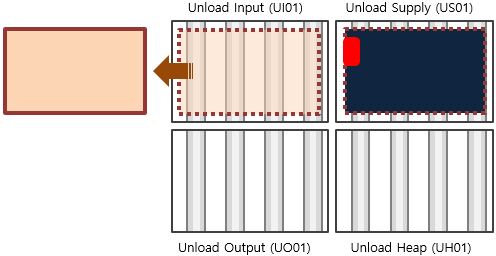 Unload Input (UI01)
Unload Supply (US01)
Unload Output (UO01)
Unload Heap (UH01)